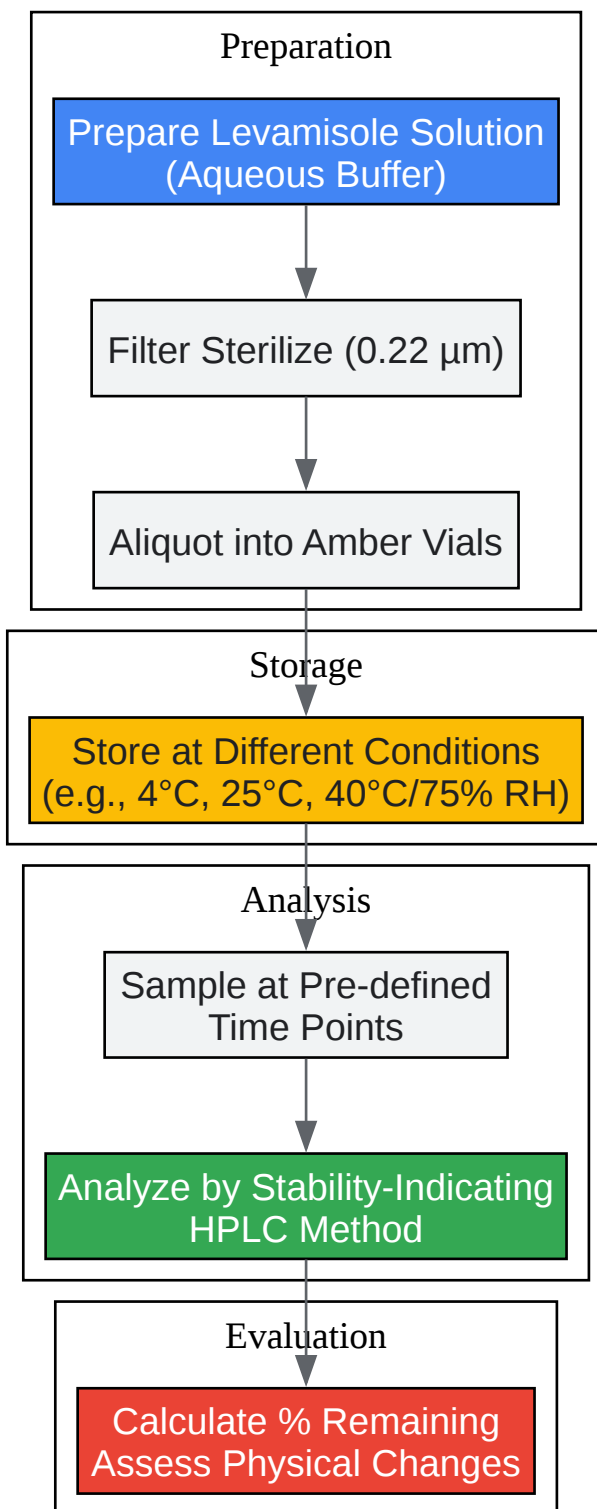 Preparation
Prepare Levamisole Solution
(Aqueous Buffer)
Filter Sterilize (0.22 µm)
Aliquot into Amber Vials
Storage
Store at Different Conditions
(e.g., 4°C, 25°C, 40°C/75% RH)
Analysis
Sample at Pre-defined
Time Points
Analyze by Stability-Indicating
HPLC Method
Evaluation
Calculate % Remaining
Assess Physical Changes